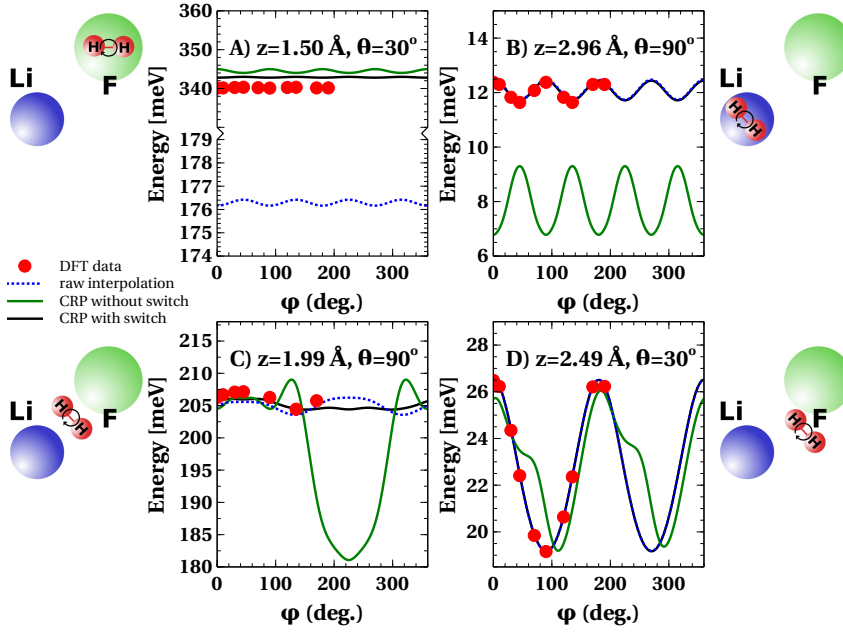 A) z=1.50 Å, θ=30°
Energy [meV]
360
350
340
179
178
177
176
175
174
0
100
200
300
φ (deg.)
H H
Li
F
B) z=2.96 Å, θ=90°
Energy [meV]
14
12
10
8
6
0
100
200
300
φ (deg.)
F
Li
H
H
DFT data
raw interpolation
CRP without switch
CRP with switch
C) z=1.99 Å, θ=90°
Energy [meV]
215
210
205
200
195
190
185
180
0
100
200
300
φ (deg.)
Li
H
H
F
D) z=2.49 Å, θ=30°
Energy [meV]
28
26
24
22
20
0
100
200
300
φ (deg.)
Li
H
H
F